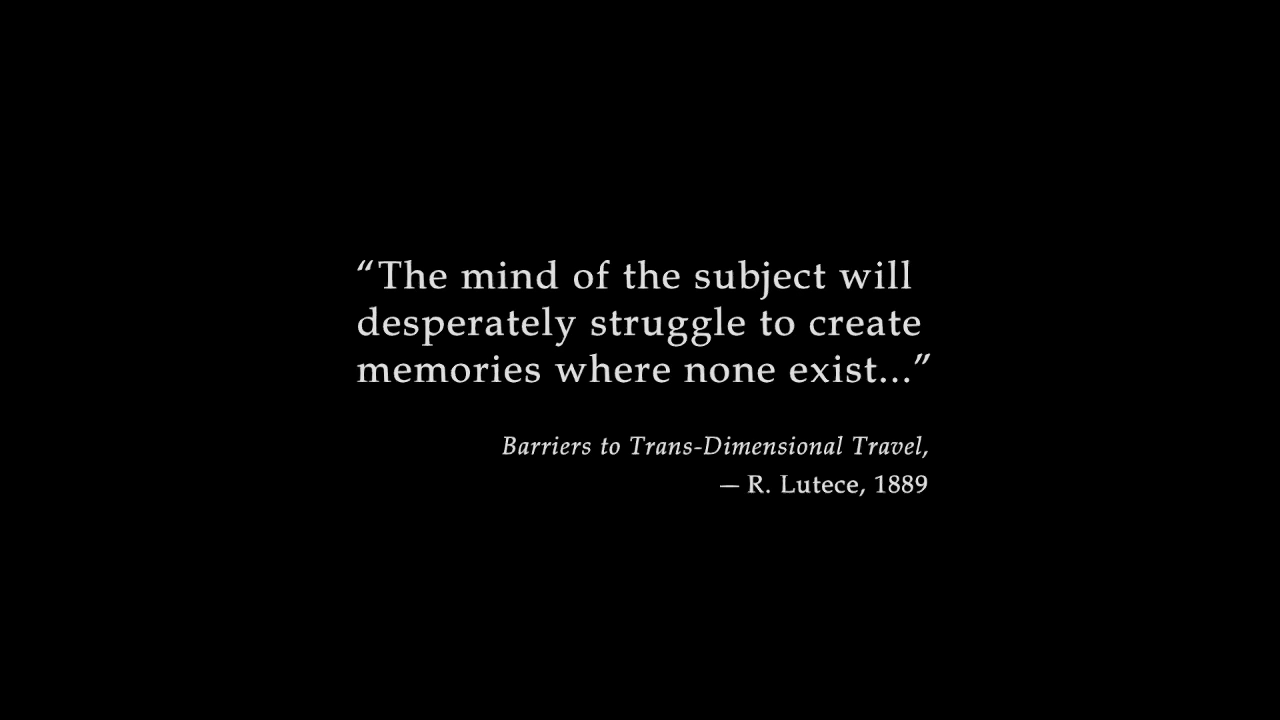 “The mind of the subject will
desperately struggle to create
memories where none exist...”
Barriers to Trans-Dimensional Travel,
— R. Lutece, 1889